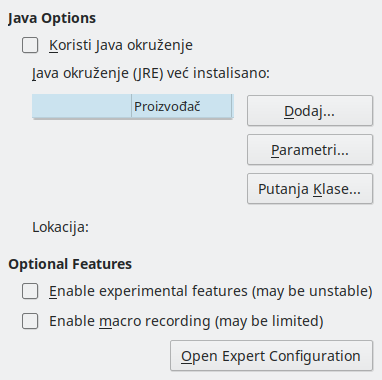 Java Options
Koristi Java okruženje
Java okruženje (JRE) već instalisano:
Proizvođač
Dodaj...
Parametri...
Putanja Klase...
Lokacija:
Optional Features
Enable experimental features (may be unstable)
Enable macro recording (may be limited)
Open Expert Configuration